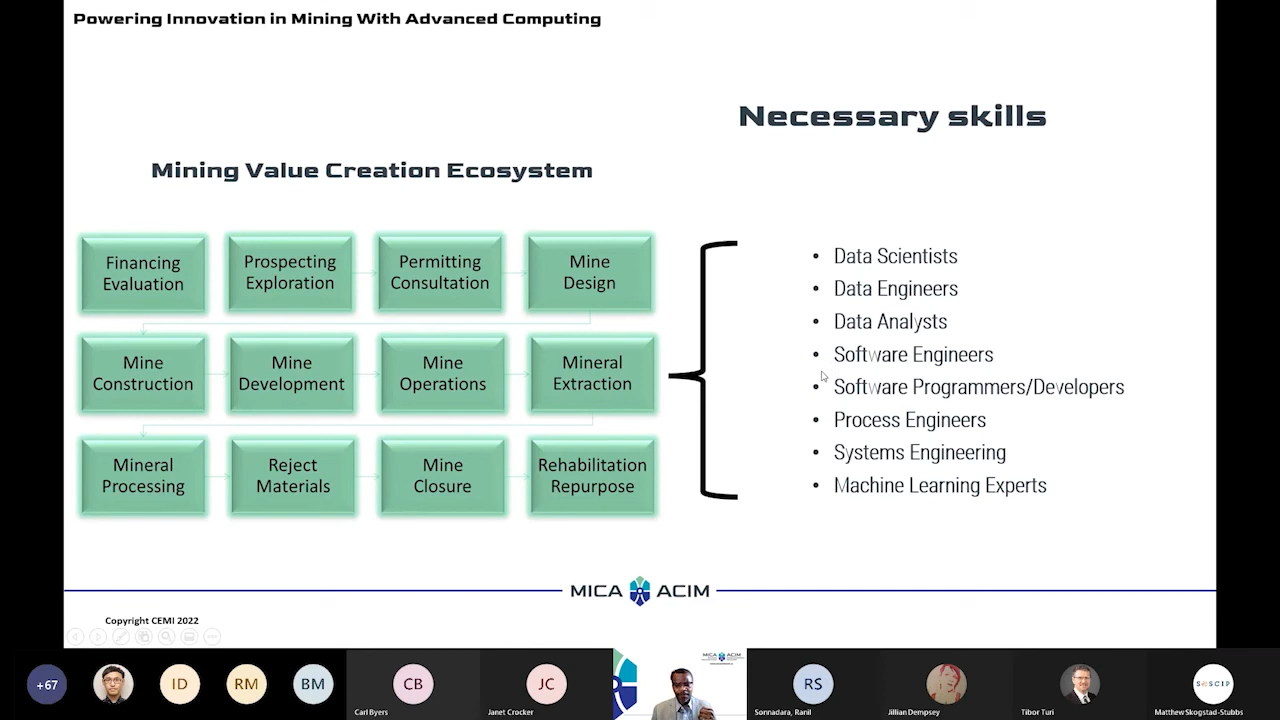 Powering Innovation in Mining With Advanced Computing
Necessary skills
Mining Value Creation Ecosystem
Financing
Evaluation
Prospecting
Exploration
Permitting
Consultation
Mine
Design
Mine
Construction
Mine
Development
Mine
Operations
Mineral
Extraction
Mineral
Processing
Reject
Materials
Mine
Closure
Rehabilitation
Repurpose
• Data Scientists
• Data Engineers
• Data Analysts
• Software Engineers
• Software Programmers/Developers
• Process Engineers
• Systems Engineering
• Machine Learning Experts
MICA ACIM
Copyright CEMI 2022
+67
ID
RM
BM
CB
Carl Byers
JC
Janet Crocker
MICA ACIM
RS
Sonnadara, Ranil
Jillian Dempsey
Tibor Turi
SOSCIP
Matthew Skogstad-Stubbs